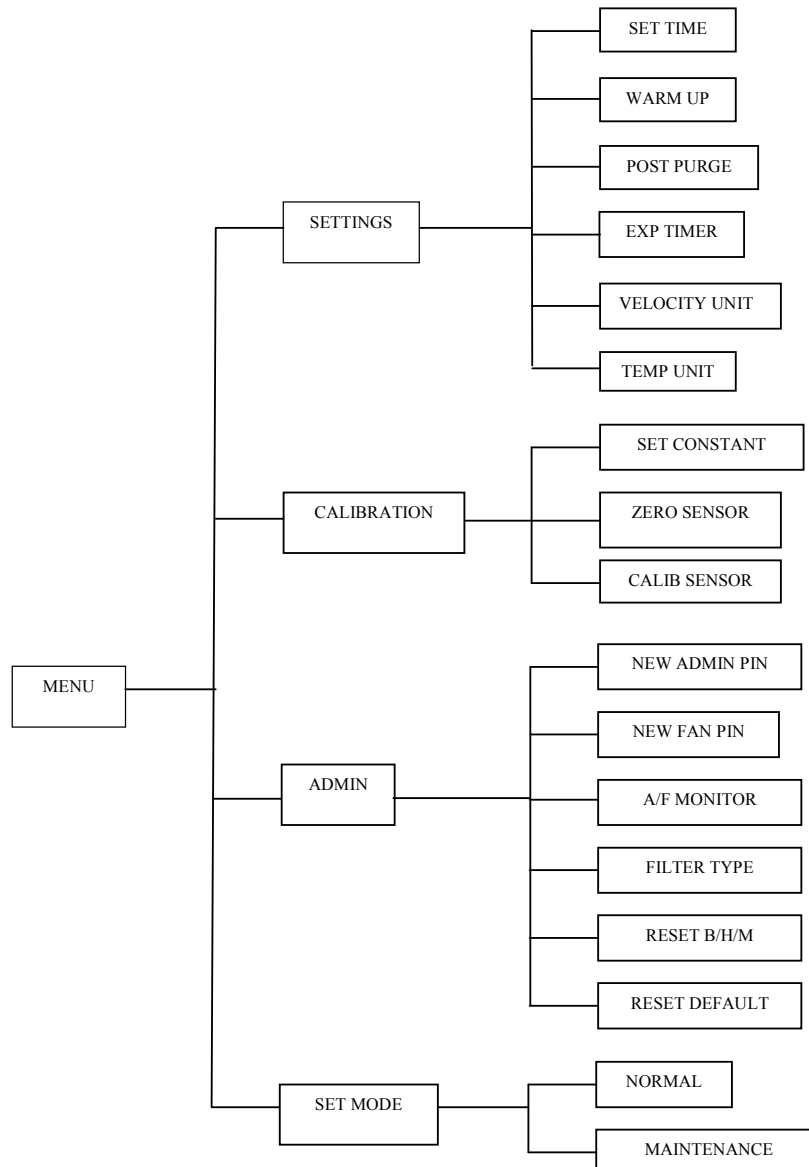 SET TIME
WARM UP
POST PURGE
SETTINGS
EXP TIMER
VELOCITY UNIT
TEMP UNIT
SET CONSTANT
CALIBRATION
ZERO SENSOR
CALIB SENSOR
MENU
NEW ADMIN PIN
NEW FAN PIN
ADMIN
A/F MONITOR
FILTER TYPE
RESET B/H/M
RESET DEFAULT
SET MODE
NORMAL
MAINTENANCE